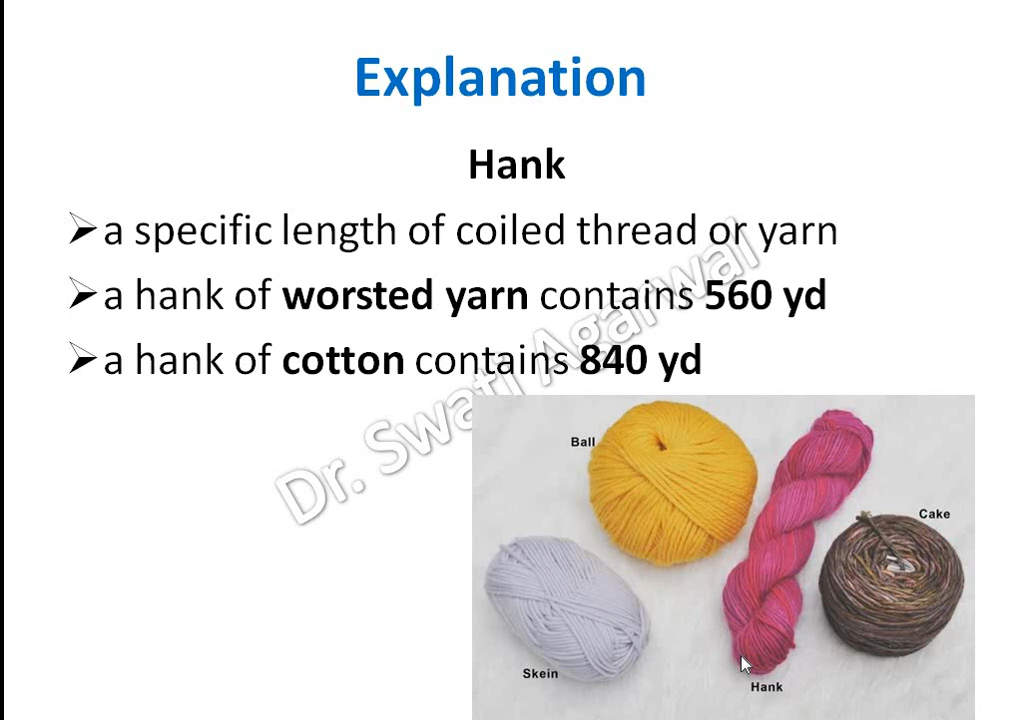 Explanation
Hank
➢a specific length of coiled thread or yarn
➢a hank of worsted yarn contains 560 yd
➢a hank of cotton contains 840 yd
Dr. Swati Agarwal
Ball
Cake
Skein
Hank